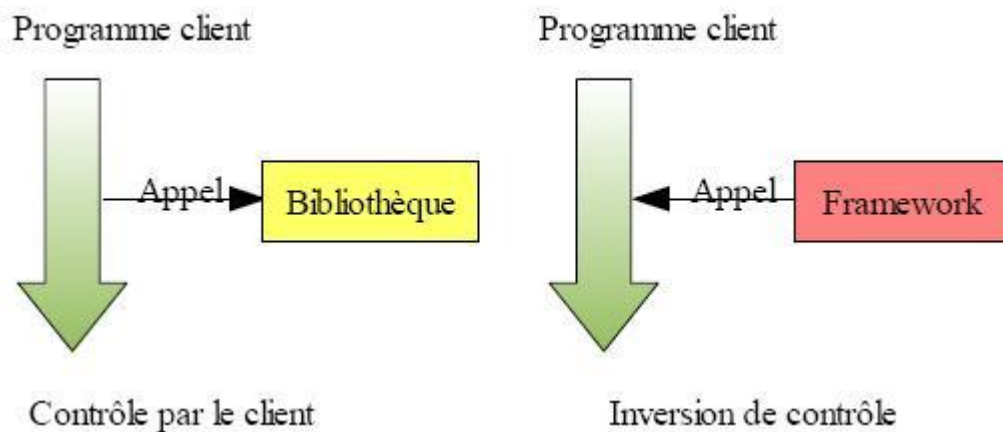 Programme client
Programme client
Appel
Bibliothèque
Appel
Framework
Contrôle par le client
Inversion de contrôle